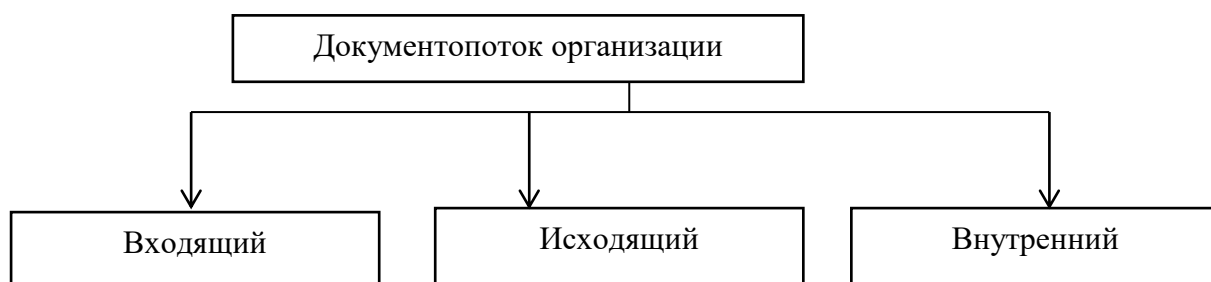 Документопоток организации
Входящий
Исходящий
Внутренний